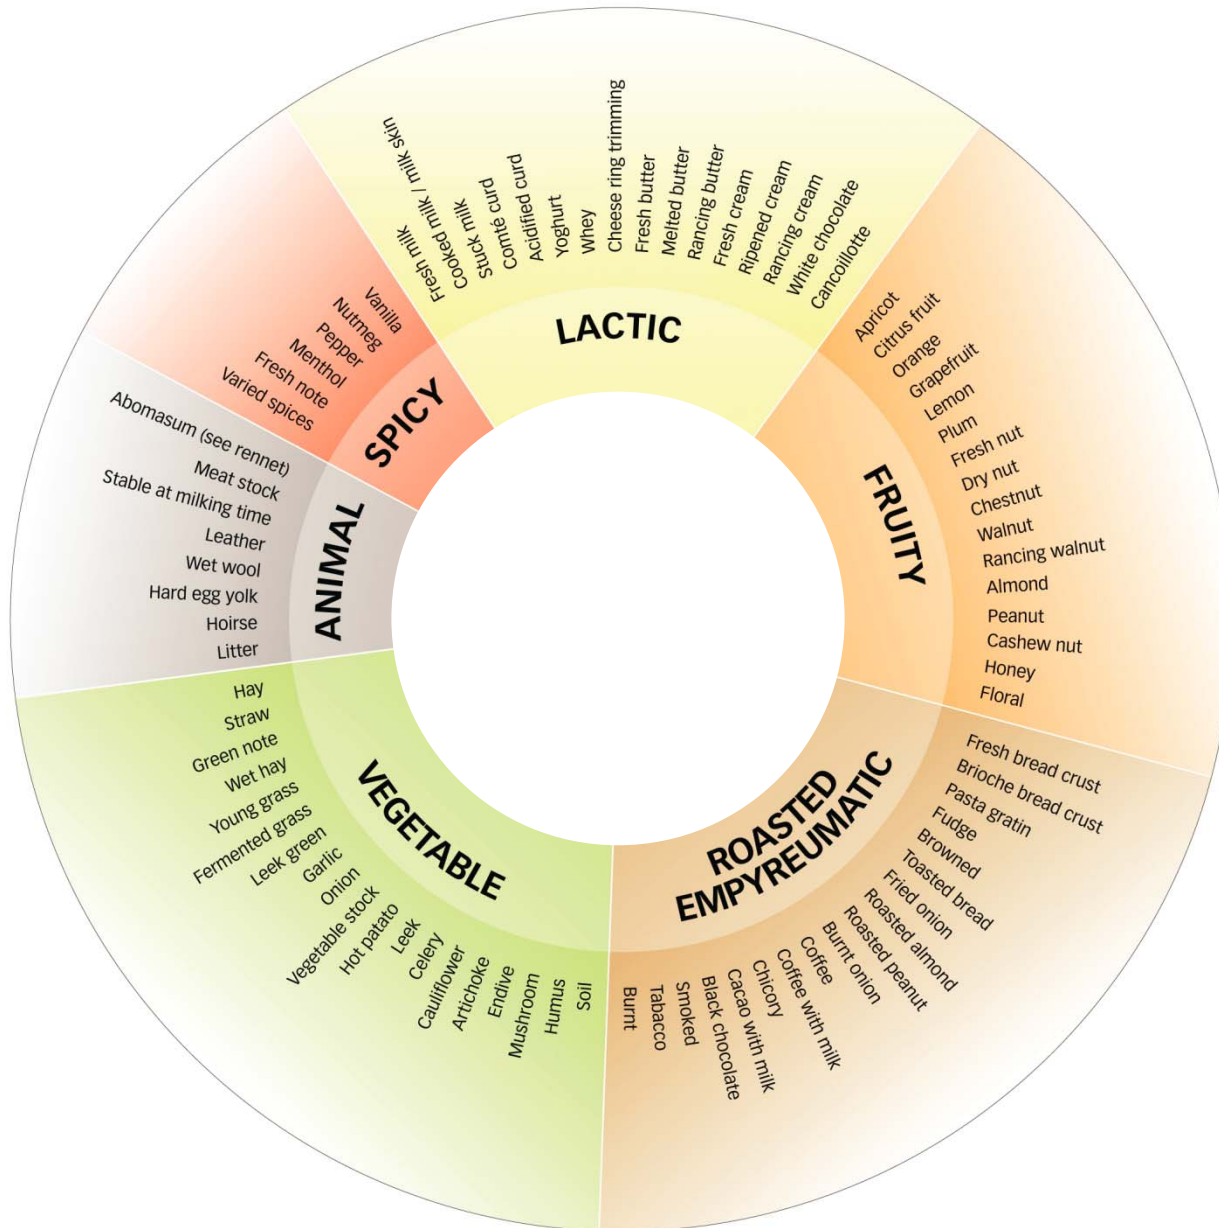 LACTIC
Fresh milk
Cooked milk / milk skin
Stuck milk
Comtè curd
Acidified curd
Yoghurt
Whey
Cheese ring trimming
Fresh butter
Melted butter
Rancing butter
Fresh cream
Ripened cream
Rancing cream
White chocolate
Cancoilllotte
FRUITY
Apricot
Citrus fruit
Orange
Grapefruit
Lemon
Plum
Fresh nut
Dry nut
Chestnut
Walnut
Rancing walnut
Almond
Peanut
Cashew nut
Honey
Floral
ROASTED
EMPYREUMATIC
Fresh bread crust
Brioche bread crust
Pasta gratin
Fudge
Browned
Toasted bread
Fried onion
Roasted almond
Roasted peanut
Burnt onion
Coffee
Coffee with milk
Chicory
Cacao with milk
Black chocolate
Smoked
Tabacco
Burnt
VEGETABLE
Soil
Humus
Mushroom
Endive
Artichoke
Cauliflower
Celery
Leek
Hot patato
Vegetable stock
Onion
Garlic
Leek green
Fermented grass
Young grass
Wet hay
Green note
Straw
Hay
ANIMAL
Litter
Hoirse
Hard egg yolk
Wet wool
Leather
Stable at milking time
Meat stock
Abomasum (see rennet)
SPICY
Varied spices
Fresh note
Menthol
Pepper
Nutmeg
Vanilla